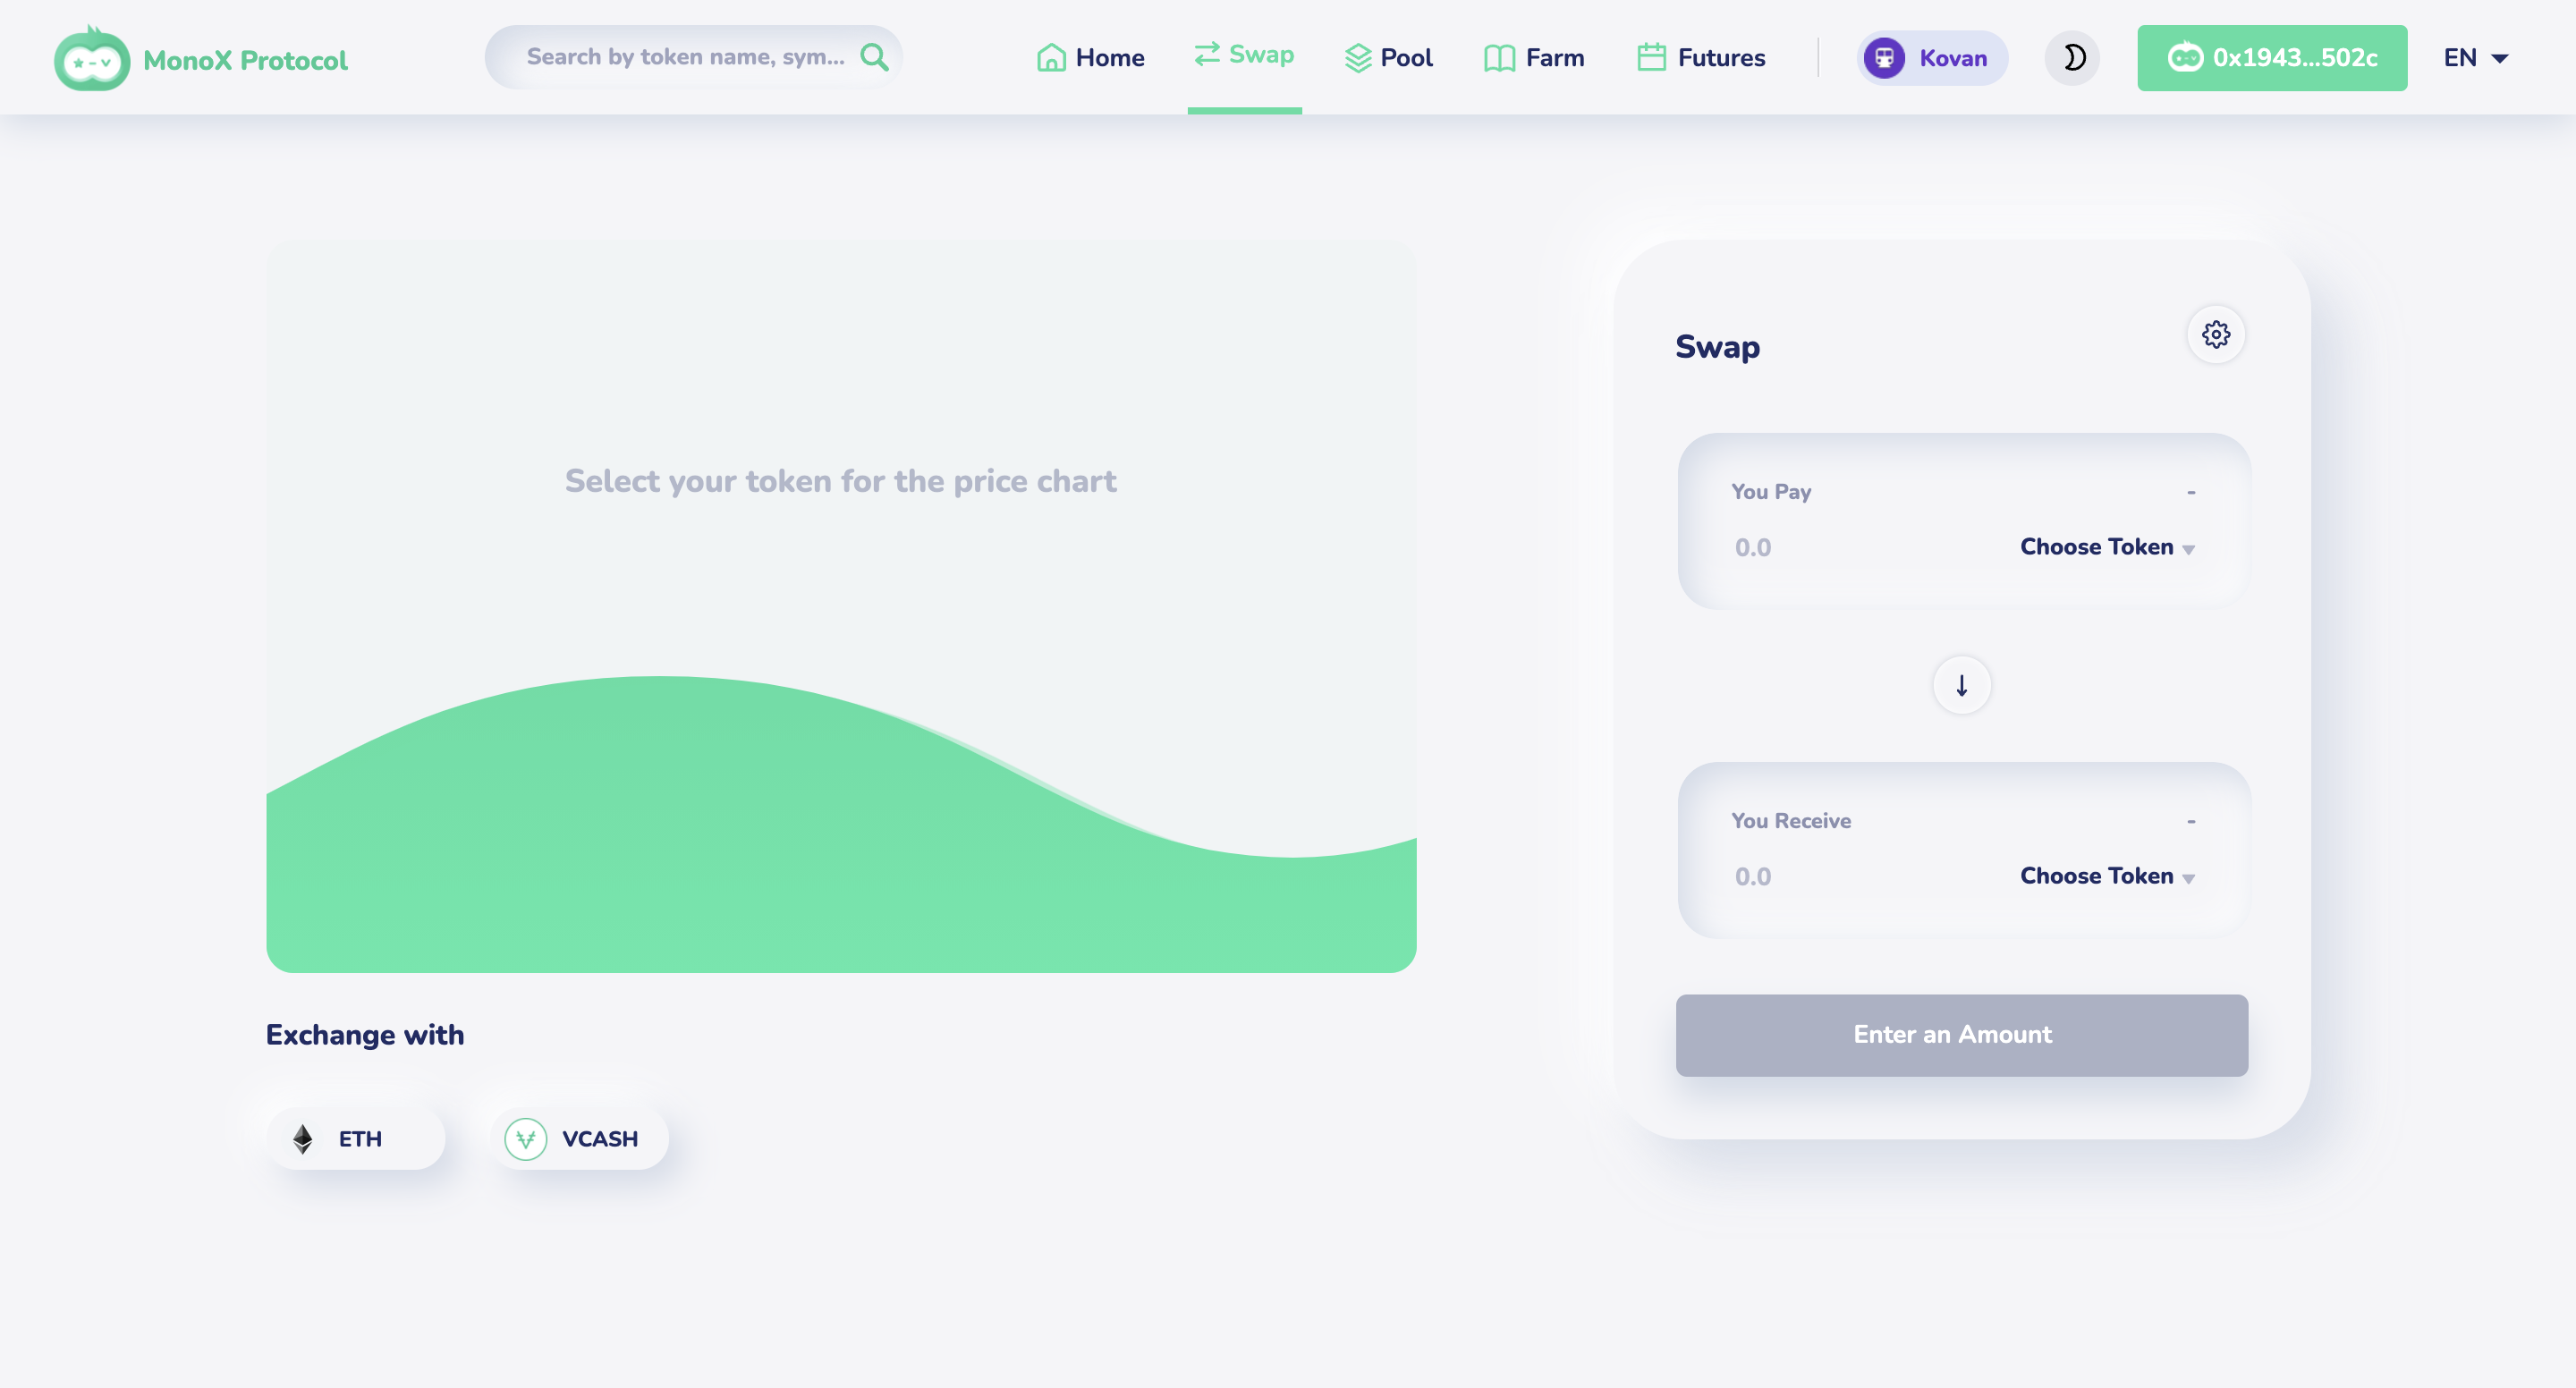 MonoX Protocol
Search by token name, sym...
Home
Swap
Pool
Farm
Futures
Kovan
0x1943...502c
EN
Select your token for the price chart
Exchange with
ETH
VCASH
Swap
You Pay
-
0.0
Choose Token
You Receive
-
0.0
Choose Token
Enter an Amount